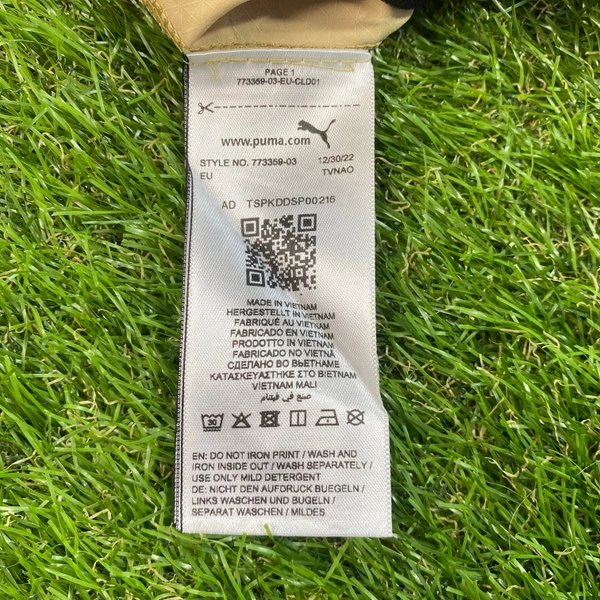 PAGE 1
773359-03-EU-CLD01
www.puma.com
STYLE NO. 773359-03 12/30/22
EU TVNAO
AD TSPKDDSP00216
MADE IN VIETNAM
HERGESTELLT IN VIETNAM
FABRIQUÉ AU VIETNAM
FABRICADO EN VIETNAM
PRODOTTO IN VIETNAM
FABRICADO NO VIETNÃ
СДЕЛАНО ВО ВЬЕТНАМЕ
ΚΑΤΑΣΚΕΥΑΣΤΗΚΕ ΣΤΟ ΒΙΕΤΝΑΜ
VIETNAM MALI
صنع في فيتنام
30
EN: DO NOT IRON PRINT / WASH AND
IRON INSIDE OUT / WASH SEPARATELY /
USE ONLY MILD DETERGENT
DE: NICHT DEN AUFDRUCK BUEGELN /
LINKS WASCHEN UND BUGELN /
SEPARAT WASCHEN / MILDES